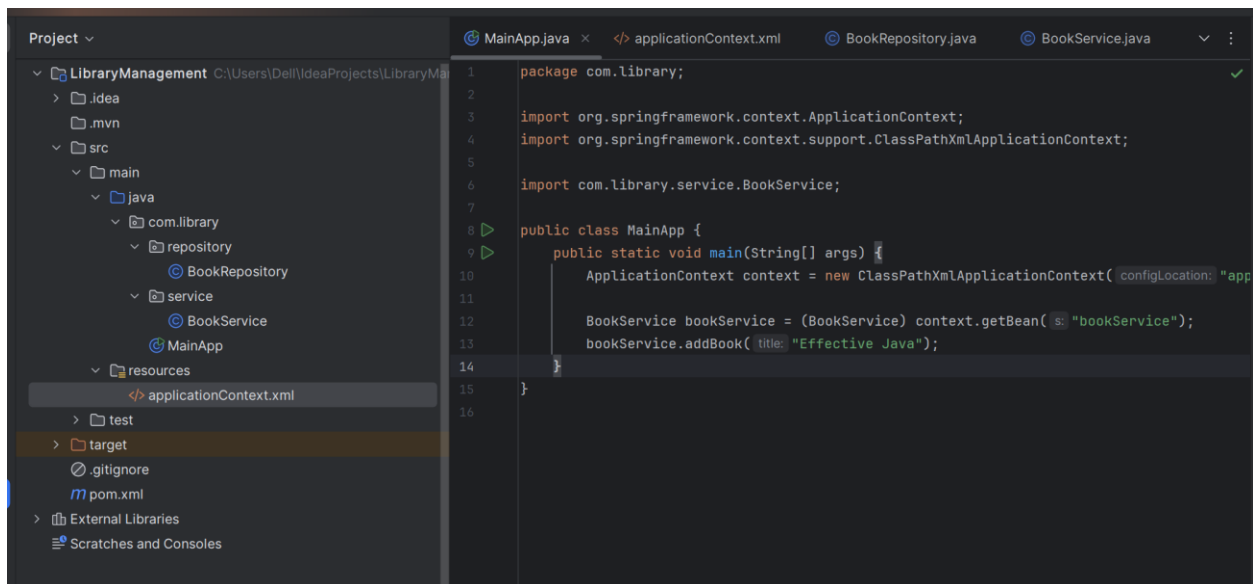 Project
LibraryManagement C:\Users\Dell\IdeaProjects\LibraryMa
.idea
.mvn
src
main
java
com.library
repository
BookRepository
service
BookService
MainApp
resources
applicationContext.xml
test
target
.gitignore
pom.xml
External Libraries
Scratches and Consoles
MainApp.java
applicationContext.xml
BookRepository.java
BookService.java
1 package com.library;
2
3 import org.springframework.context.ApplicationContext;
4 import org.springframework.context.support.ClassPathXmlApplicationContext;
5
6 import com.library.service.BookService;
7
8 public class MainApp {
9 public static void main(String[] args) {
10 ApplicationContext context = new ClassPathXmlApplicationContext( configLocation: "app
11
12 BookService bookService = (BookService) context.getBean( s: "bookService");
13 bookService.addBook( title: "Effective Java");
14 }
15 }
16